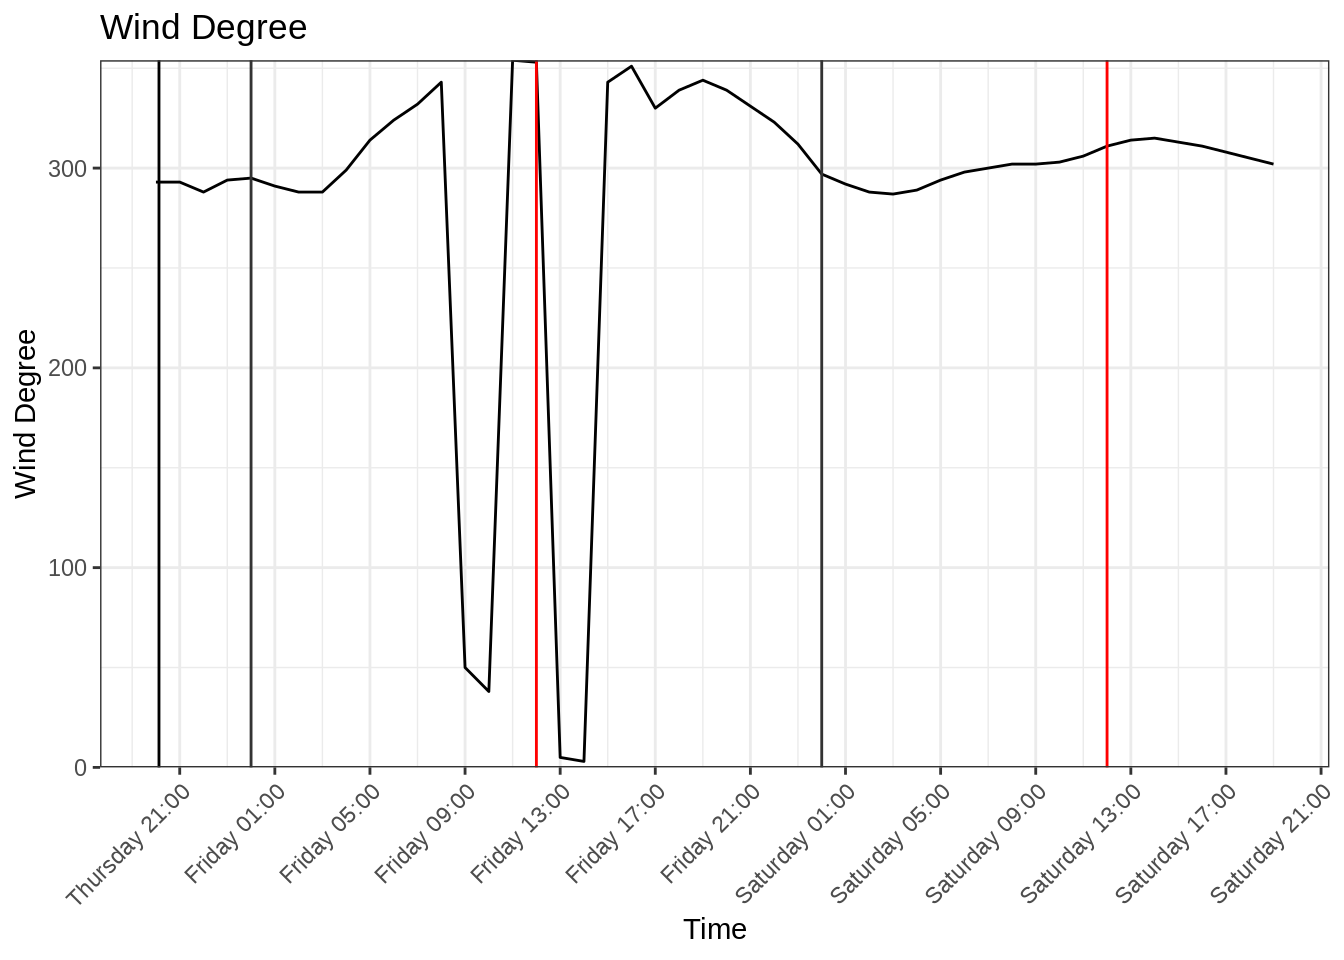 Wind Degree
Wind Degree
300
200
100
0
Thursday 21:00
Friday 01:00
Friday 05:00
Friday 09:00
Friday 13:00
Friday 17:00
Friday 21:00
Saturday 01:00
Saturday 05:00
Saturday 09:00
Saturday 13:00
Saturday 17:00
Saturday 21:00
Time